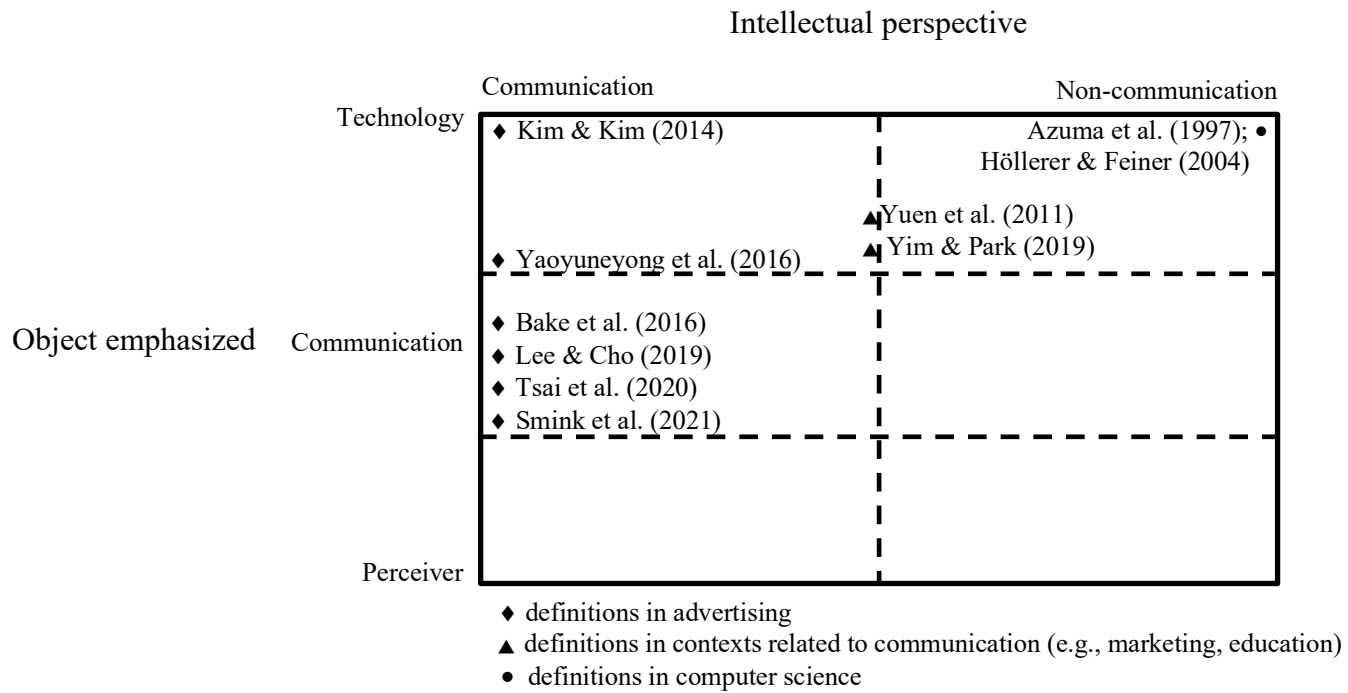 Intellectual perspective
Communication
Non-communication
Technology
♦ Kim & Kim (2014)
Azuma et al. (1997); ●
Höllerer & Feiner (2004)
▲Yuen et al. (2011)
▲ Yim & Park (2019)
♦ Yaoyuneyong et al. (2016)
♦ Bake et al. (2016)
Object emphasized
Communication
♦ Lee & Cho (2019)
♦ Tsai et al. (2020)
♦ Smink et al. (2021)
Perceiver
♦ definitions in advertising
▲ definitions in contexts related to communication (e.g., marketing, education)
● definitions in computer science